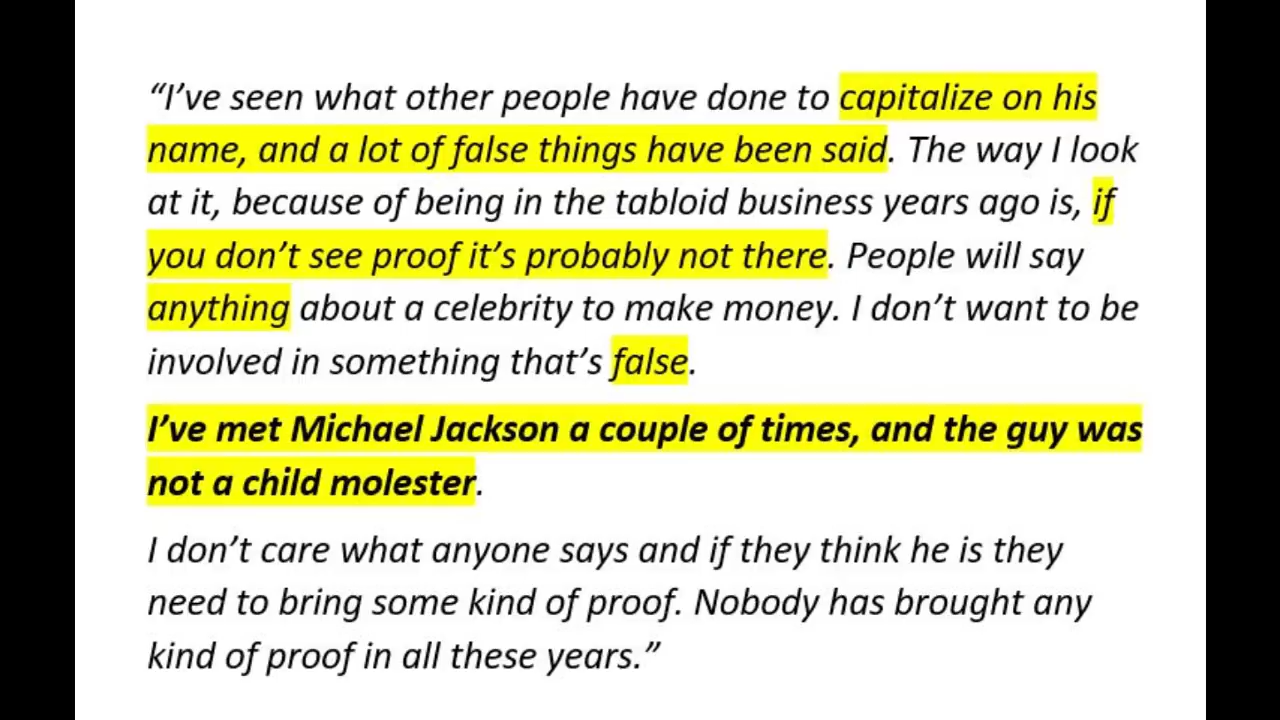 “I’ve seen what other people have done to capitalize on his
name, and a lot of false things have been said. The way I look
at it, because of being in the tabloid business years ago is, if
you don’t see proof it’s probably not there. People will say
anything about a celebrity to make money. I don’t want to be
involved in something that’s false.
I’ve met Michael Jackson a couple of times, and the guy was
not a child molester.
I don’t care what anyone says and if they think he is they
need to bring some kind of proof. Nobody has brought any
kind of proof in all these years.”